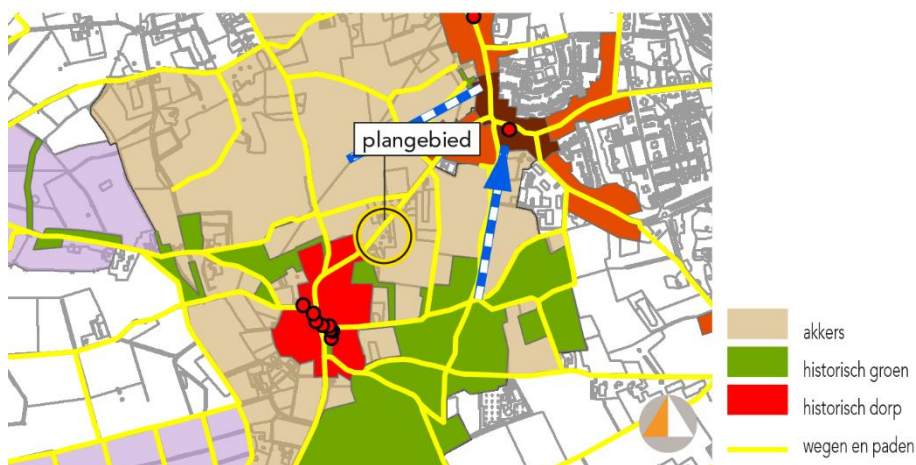 plangebied
akkers
historisch groen
historisch dorp
wegen en paden